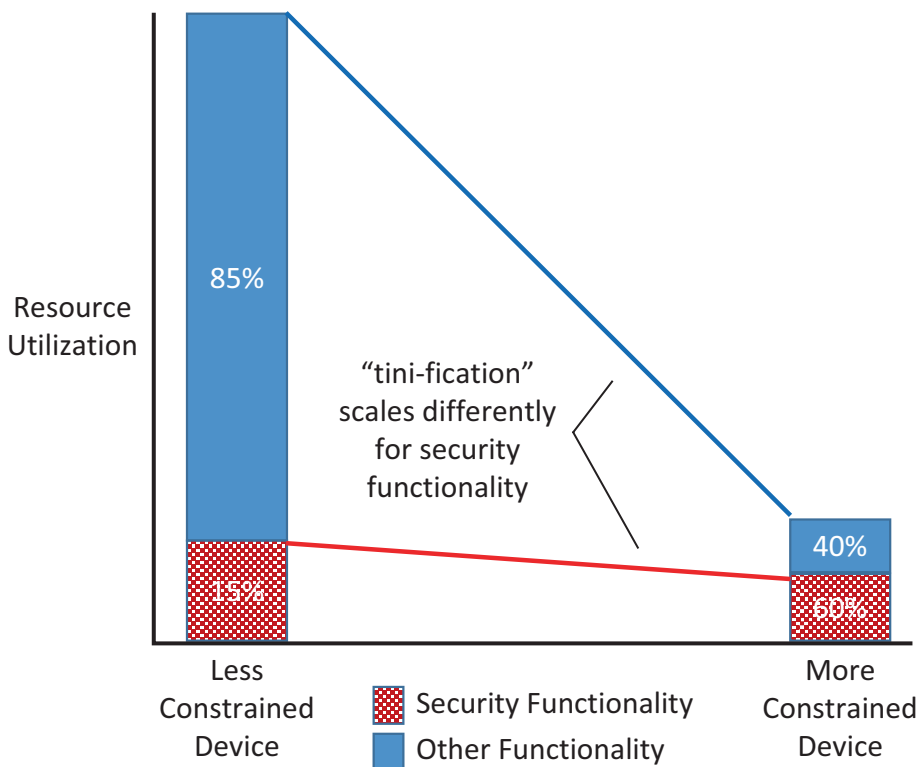 85%
Resource
Utilization
“tini-fication”
scales differently
for security
functionality
40%
15%
60%
Less
Constrained
Device
More
Constrained
Device
Security Functionality
Other Functionality